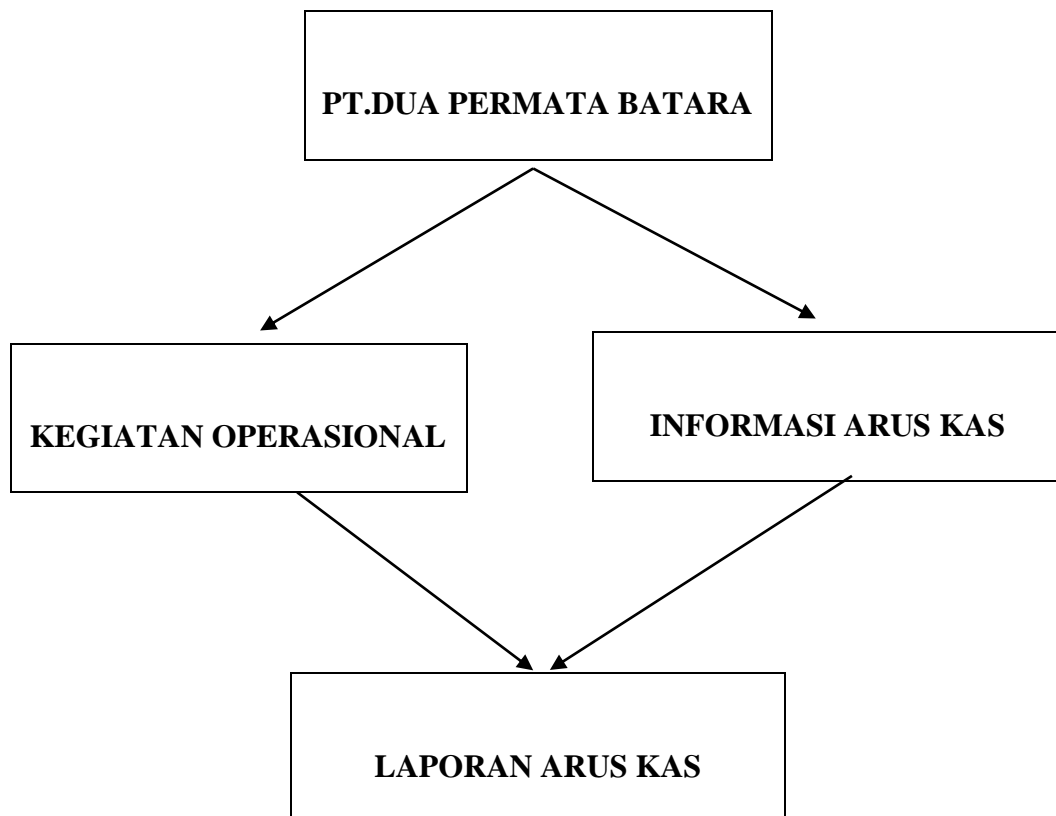 PT.DUA PERMATA BATARA
KEGIATAN OPERASIONAL
INFORMASI ARUS KAS
LAPORAN ARUS KAS